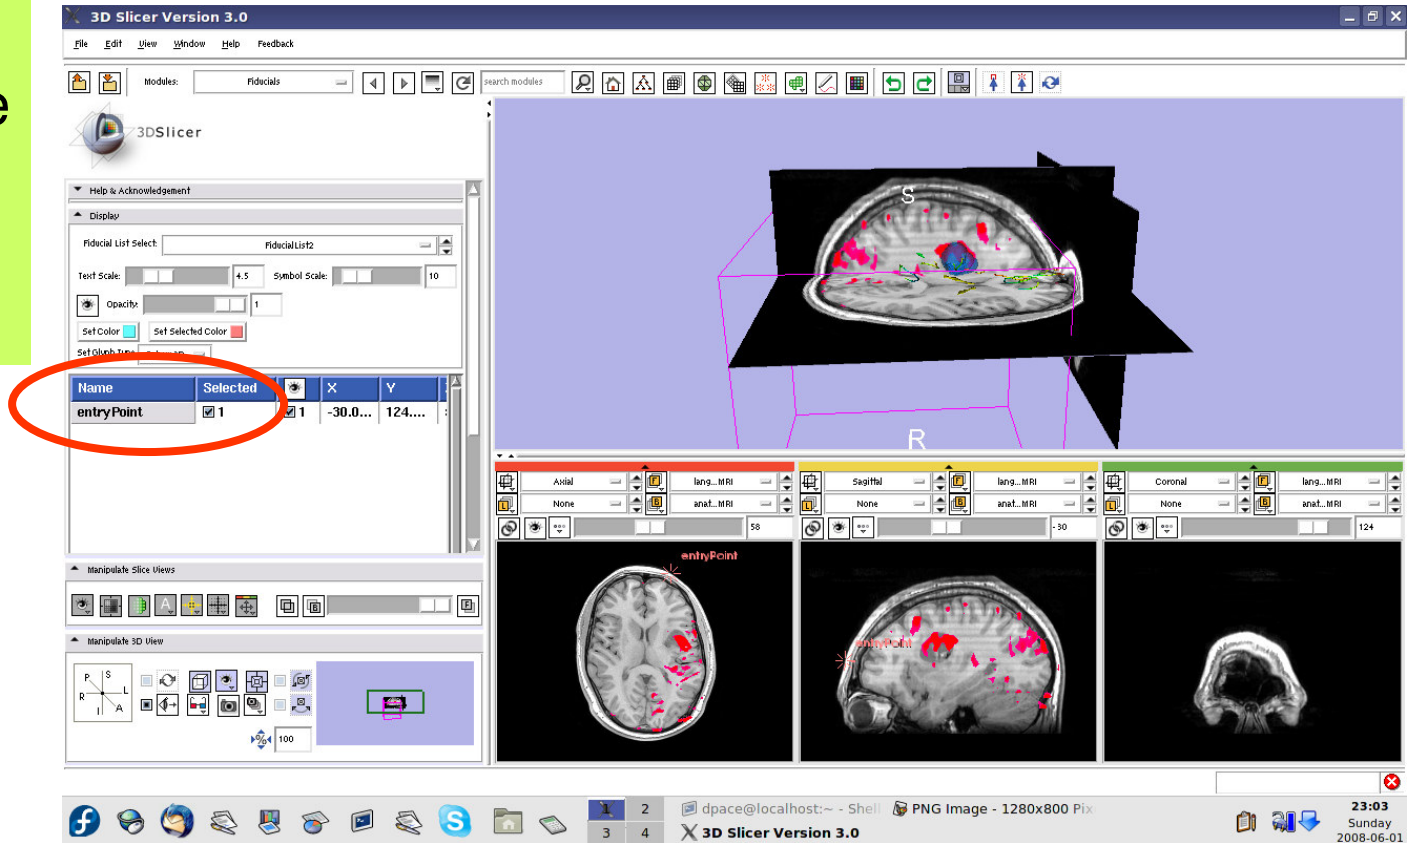 e
3D Slicer Version 3.0
File Edit View Window Help Feedback
Modules: Fiducials search modules
3DSlicer
Help & Acknowledgement
Display
Fiducial List Select: FiducialList2
Text Scale: 4.5 Symbol Scale: 10
Opacity: 1
Set Color Set Selected Color
Set Glyph Type
Name Selected X Y
entryPoint 1 1 -30.0... 124....
Manipulate Slice Views
Manipulate 3D View
P S
R L
I A
100
S
R
Axial F lang...MRI Sagittal F lang...MRI Coronal F lang...MRI
L None B anat...MRI L None B anat...MRI L None B anat...MRI
58 -30 124
entryPoint
entryPoint
1 2 dpace@localhost:~ - Shell PNG Image - 1280x800 Pix
3 4 3D Slicer Version 3.0
23:03
Sunday
2008-06-01